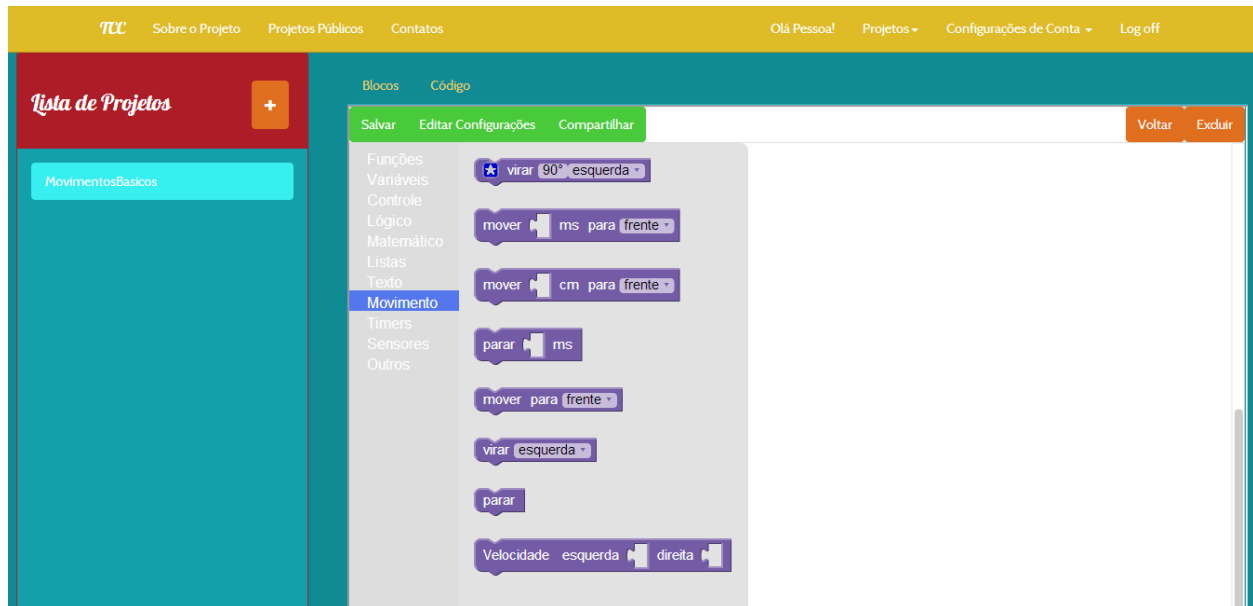 TCC Sobre o Projeto Projetos Públicos Contatos Olá Pessoa! Projetos Configurações de Conta Log off
Lista de Projetos +
MovimentosBasicos
Blocos Código
Salvar Editar Configurações Compartilhar Voltar Excluir
Funções
Variáveis
Controle
Lógico
Matemático
Listas
Texto
Movimento
Timers
Sensores
Outros
virar 90° esquerda
mover ms para frente
mover cm para frente
parar ms
mover para frente
virar esquerda
parar
Velocidade esquerda direita